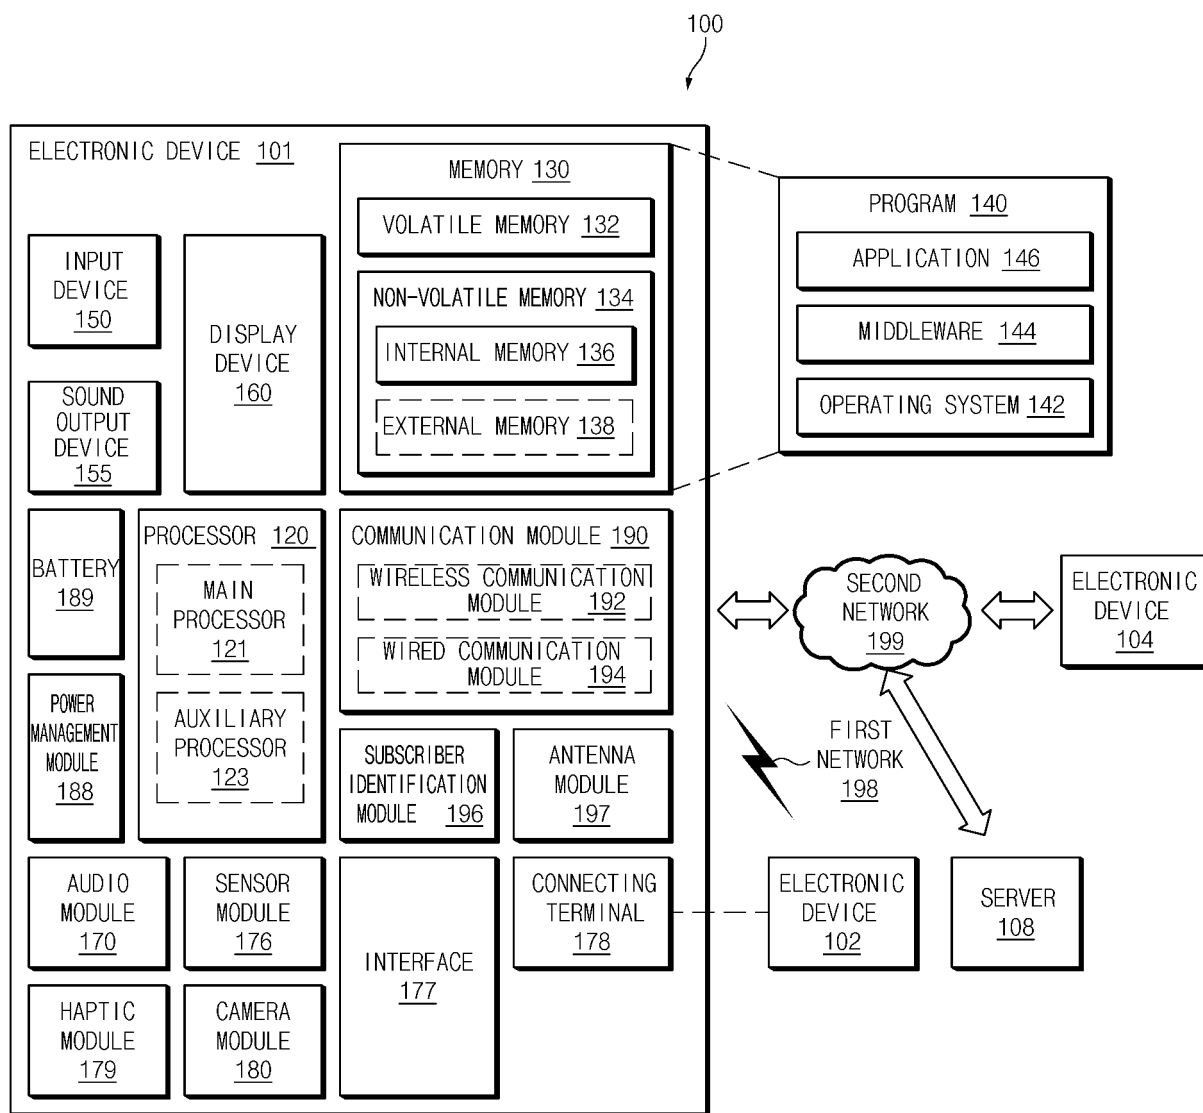 100
ELECTRONIC DEVICE 101
MEMORY 130
VOLATILE MEMORY 132
NON-VOLATILE MEMORY 134
INTERNAL MEMORY 136
EXTERNAL MEMORY 138
PROGRAM 140
APPLICATION 146
MIDDLEWARE 144
OPERATING SYSTEM 142
INPUT
DEVICE
150
DISPLAY
DEVICE
160
SOUND
OUTPUT
DEVICE
155
BATTERY
189
PROCESSOR 120
MAIN
PROCESSOR
121
AUXILIARY
PROCESSOR
123
COMMUNICATION MODULE 190
WIRELESS COMMUNICATION
MODULE 192
WIRED COMMUNICATION
MODULE 194
SECOND
NETWORK
199
ELECTRONIC
DEVICE
104
POWER
MANAGEMENT
MODULE
188
SUBSCRIBER
IDENTIFICATION
MODULE 196
ANTENNA
MODULE
197
FIRST
NETWORK
198
AUDIO
MODULE
170
SENSOR
MODULE
176
INTERFACE
177
CONNECTING
TERMINAL
178
ELECTRONIC
DEVICE
102
SERVER
108
HAPTIC
MODULE
179
CAMERA
MODULE
180